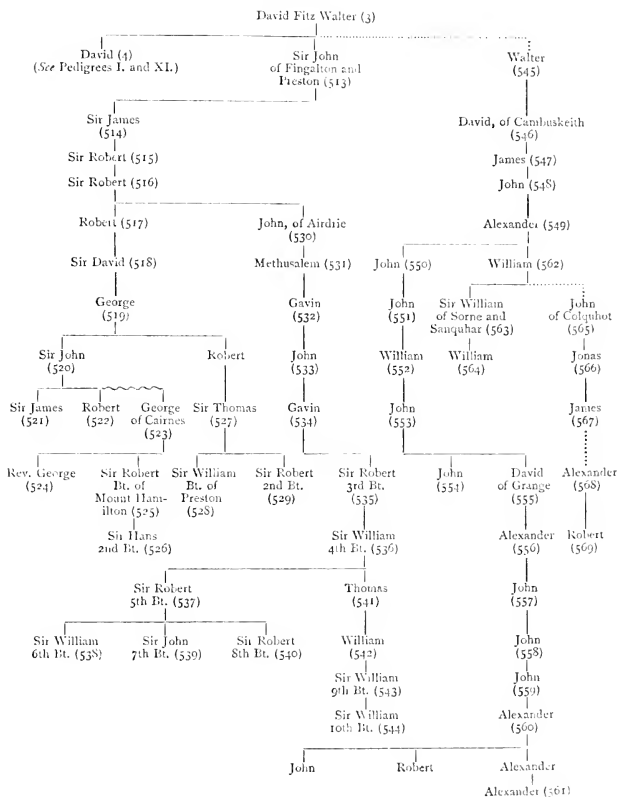 David Fitz Walter (3)
David (4)
(See Pedigrees I. and XI.)
Sir John
of Fingalton and
Preston (513)
Walter
(545)
Sir James
(514)
David, of Cambuskeith
(546)
Sir Robert (515)
James (547)
Sir Robert (516)
John (548)
Robert (517)
John, of Airdrie
(530)
Alexander (549)
Sir David (518)
Methusalem (531)
John (550)
William (562)
George
(519)
Gavin
(532)
John
(551)
Sir William
of Sorne and
Sanquhar (563)
John
of Colquhot
(565)
Sir John
(520)
Robert
John
(533)
William
(552)
William
(564)
Jonas
(566)
Sir James
(521)
Robert
(522)
George
of Cairnes
(523)
Sir Thomas
(527)
Gavin
(534)
John
(553)
James
(567)
Rev. George
(524)
Sir Robert
Bt. of
Mount Ham-
ilton (525)
Sir William
Bt. of
Preston
(528)
Sir Robert
2nd Bt.
(529)
Sir Robert
3rd Bt.
(535)
John
(554)
David
of Grange
(555)
Alexander
(568)
Sir Hans
2nd Bt. (526)
Sir William
4th Bt. (536)
Alexander
(556)
Robert
(569)
Sir Robert
5th Bt. (537)
Thomas
(541)
John
(557)
Sir William
6th Bt. (538)
Sir John
7th Bt. (539)
Sir Robert
8th Bt. (540)
William
(542)
John
(558)
Sir William
9th Bt. (543)
John
(559)
Sir William
10th Bt. (544)
Alexander
(560)
John
Robert
Alexander
Alexander (561)